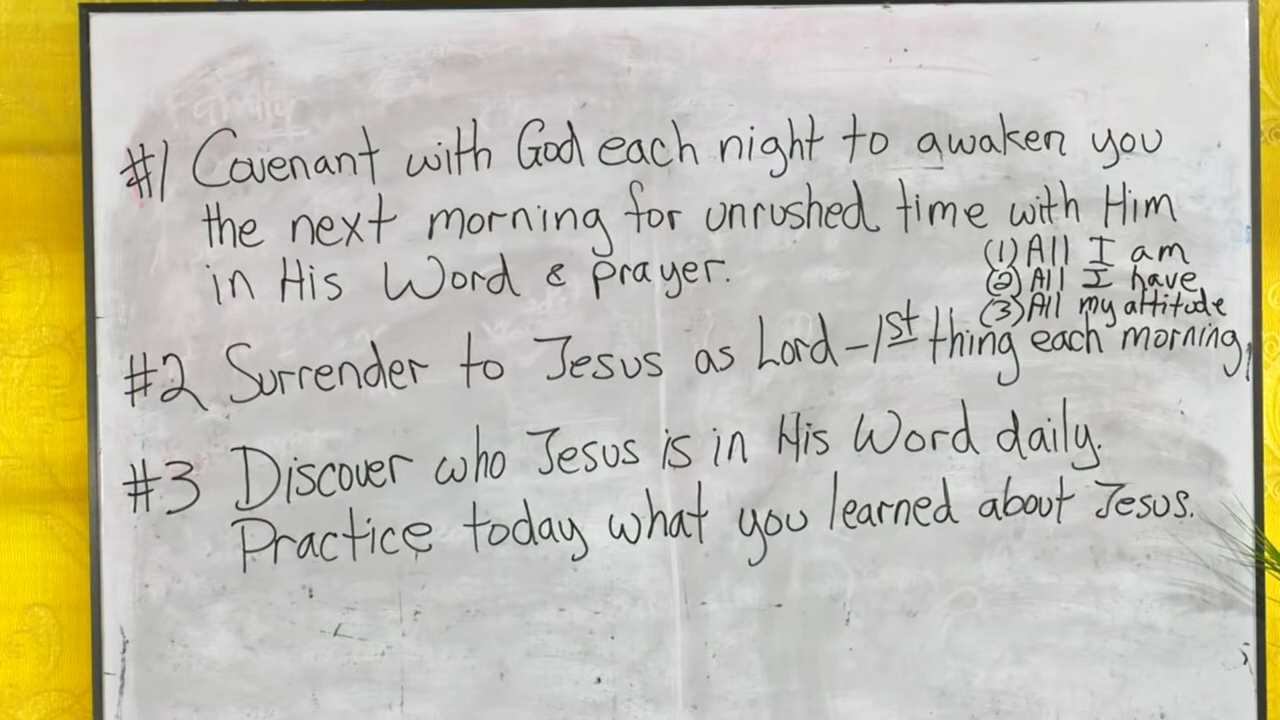 #1 Covenant with God each night to awaken you
the next morning for unrushed time with Him
in His Word & prayer.
(1) All I am
(2) All I have
(3) All my attitude
#2 Surrender to Jesus as Lord - 1st thing each morning,
#3 Discover who Jesus is in His Word daily.
Practice today what you learned about Jesus.